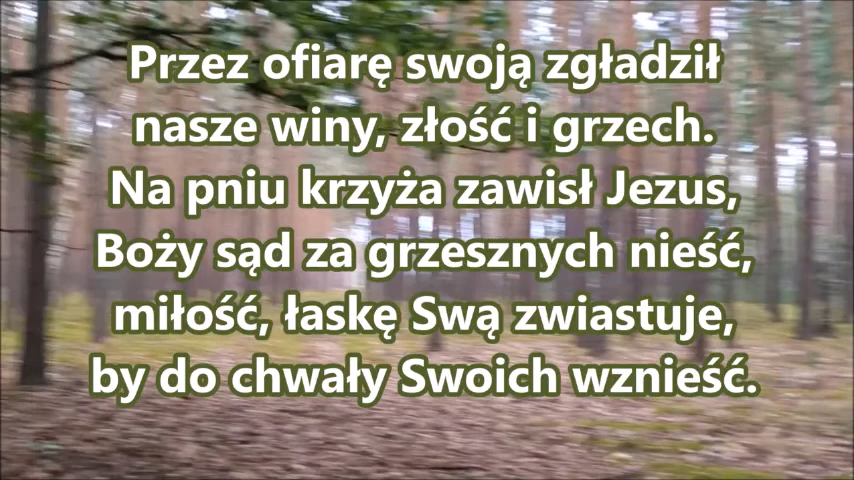 Przez ofiarę swoją zgładził
nasze winy, złość i grzech.
Na pniu krzyża zawisł Jezus,
Boży sąd za grzesznych nieść,
miłość, łaskę Swą zwiastuje,
by do chwały Swoich wznieść.